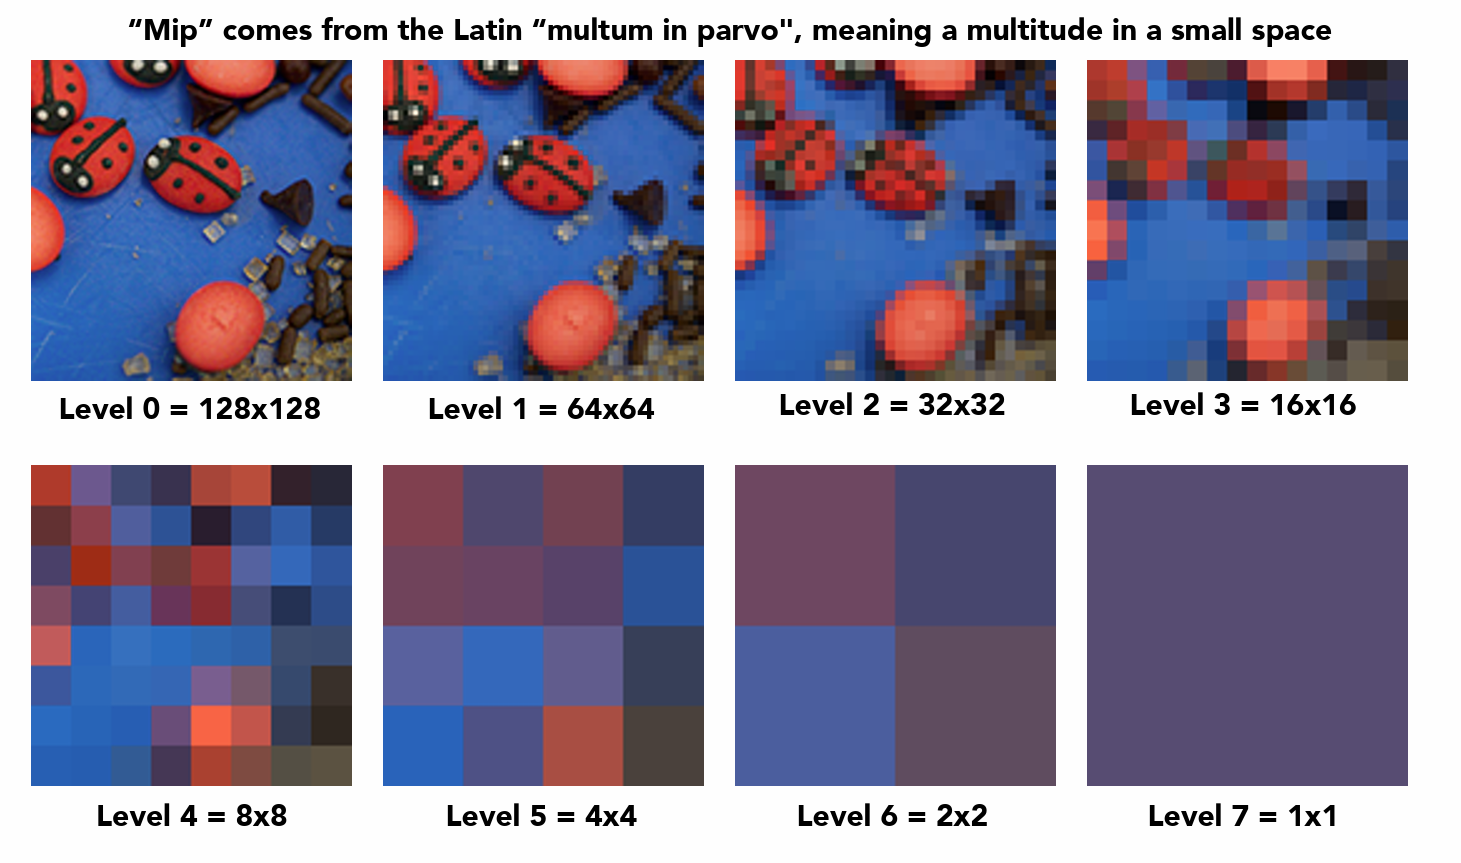 “Mip” comes from the Latin “multum in parvo", meaning a multitude in a small space
Level 0 = 128x128
Level 1 = 64x64
Level 2 = 32x32
Level 3 = 16x16
Level 4 = 8x8
Level 5 = 4x4
Level 6 = 2x2
Level 7 = 1x1